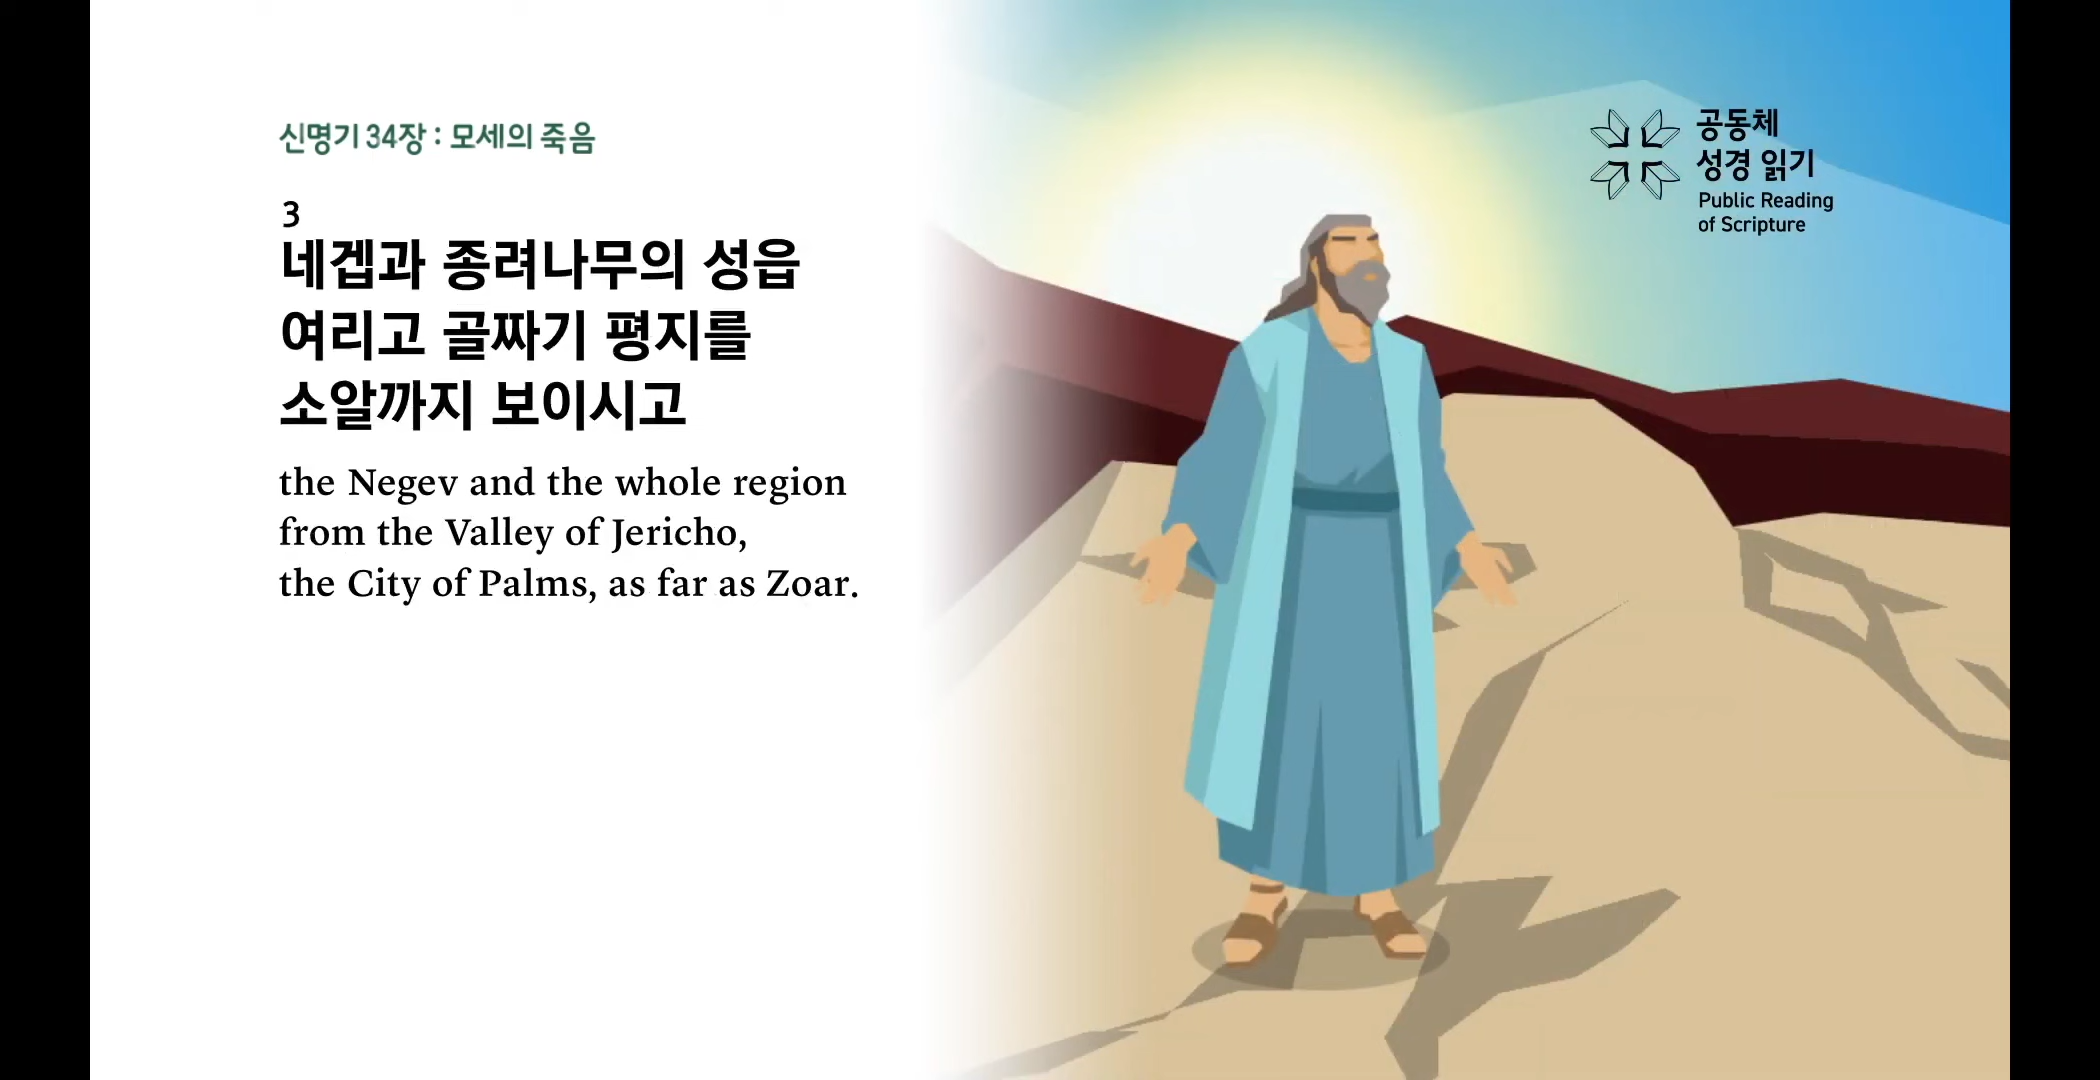 신명기 34장 : 모세의 죽음
3
네겝과 종려나무의 성읍
여리고 골짜기 평지를
소알까지 보이시고
the Negev and the whole region
from the Valley of Jericho,
the City of Palms, as far as Zoar.
공동체
성경 읽기
Public Reading
of Scripture